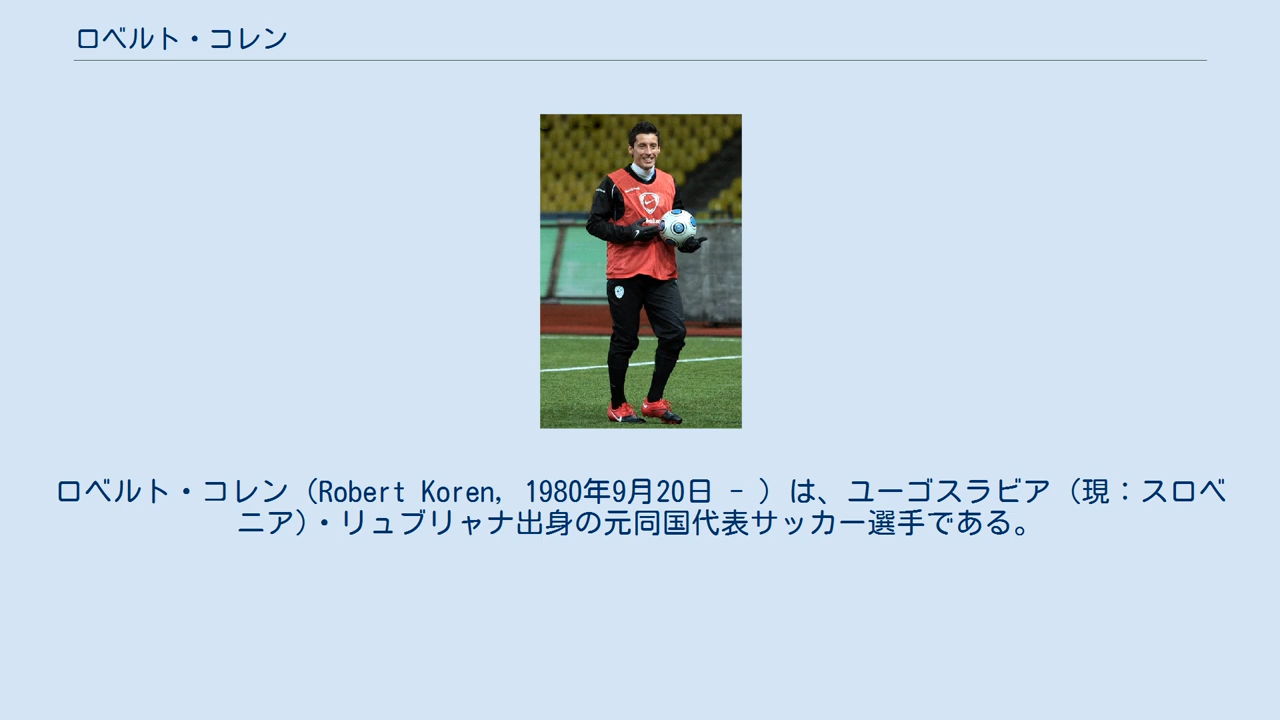 ロベルト・コレン
ロベルト・コレン（Robert Koren, 1980年9月20日 - ）は、ユーゴスラビア（現：スロベ
ニア）・リュブリャナ出身の元同国代表サッカー選手である。